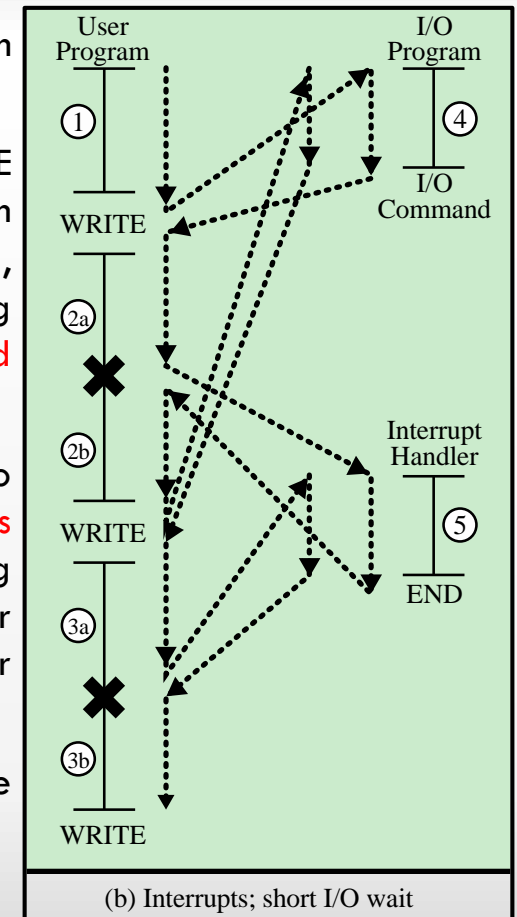 n
E
n
,
g
d
o
s
g
r
r
e
User
Program
I/O
Program
1
4
WRITE
I/O
Command
2a
2b
Interrupt
Handler
WRITE
5
3a
END
3b
WRITE
(b) Interrupts; short I/O wait